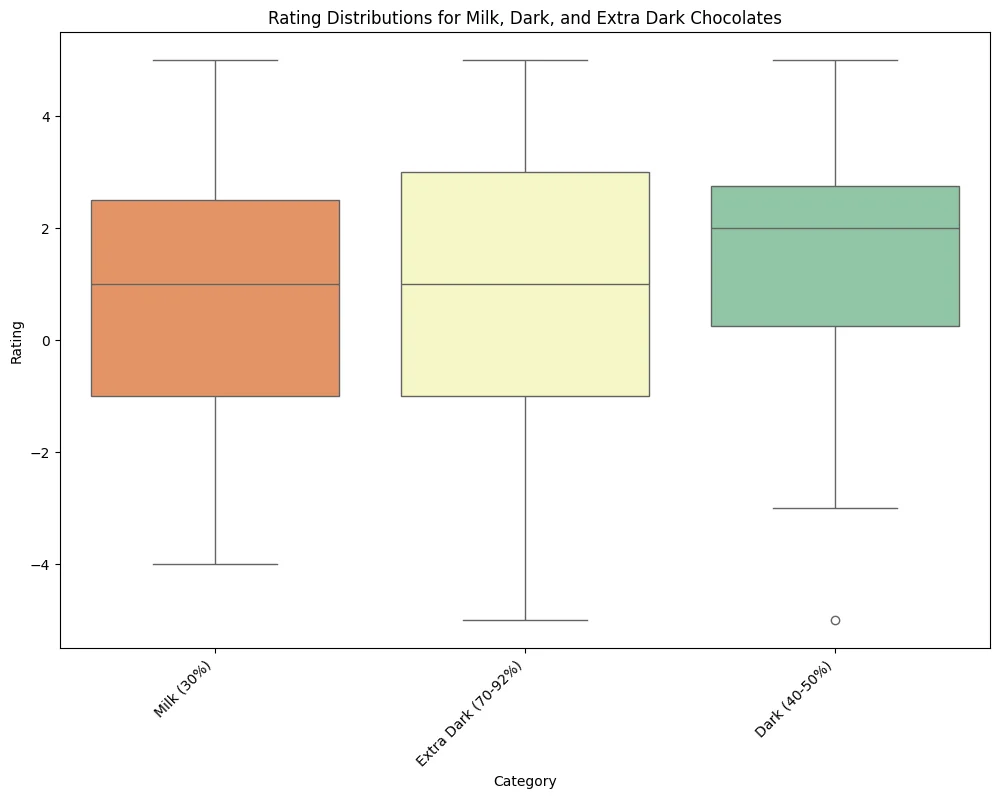 Rating Distributions for Milk, Dark, and Extra Dark Chocolates
Rating
4
2
0
−2
−4
Milk (30%)
Extra Dark (70-92%)
Dark (40-50%)
Category